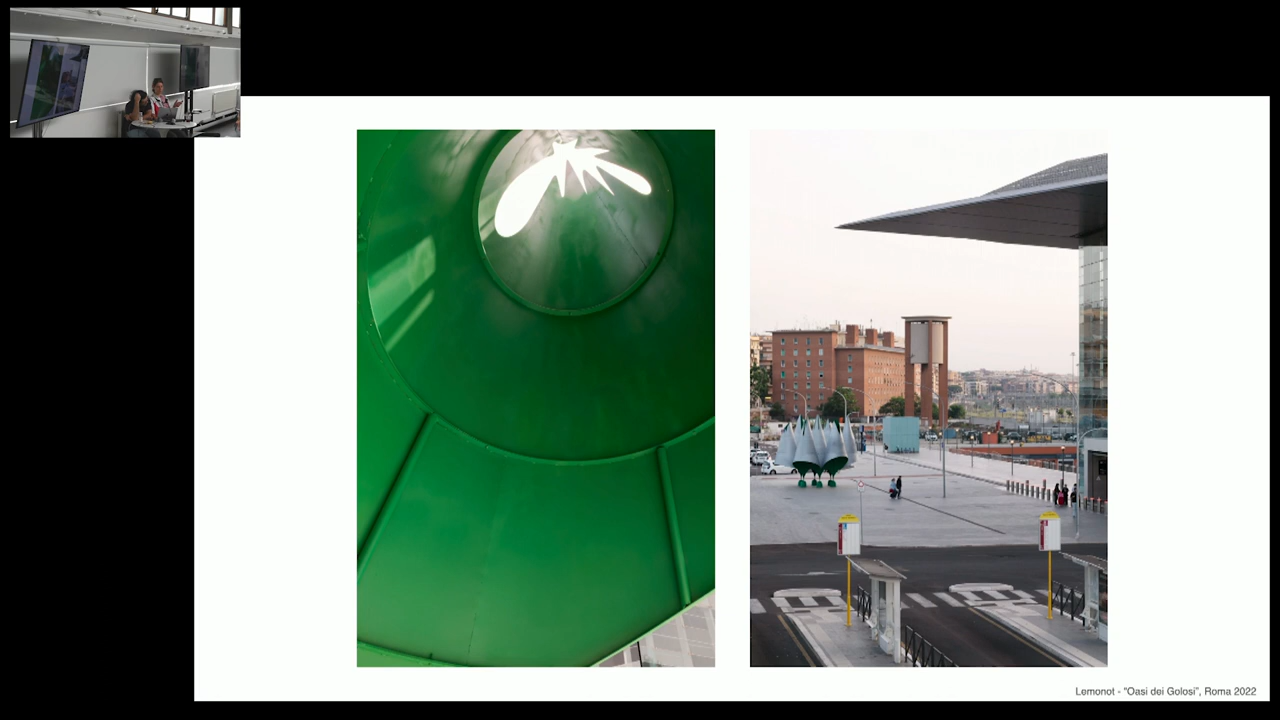 Lemonot - “Oasi dei Golosi”, Roma 2022